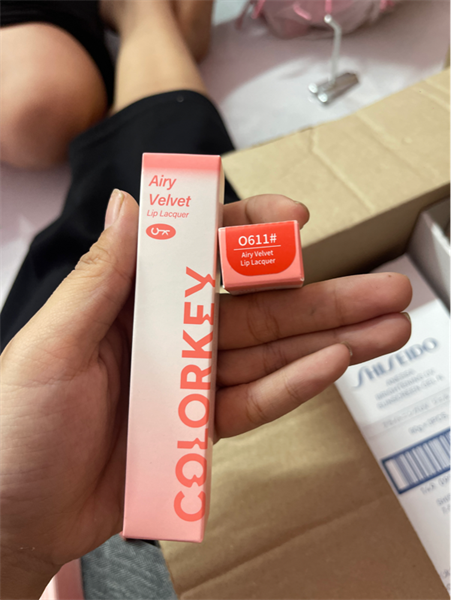 Airy
Velvet
Lip Lacquer
COLORKEY
O611#
Airy Velvet
Lip Lacquer
SHISEIDO